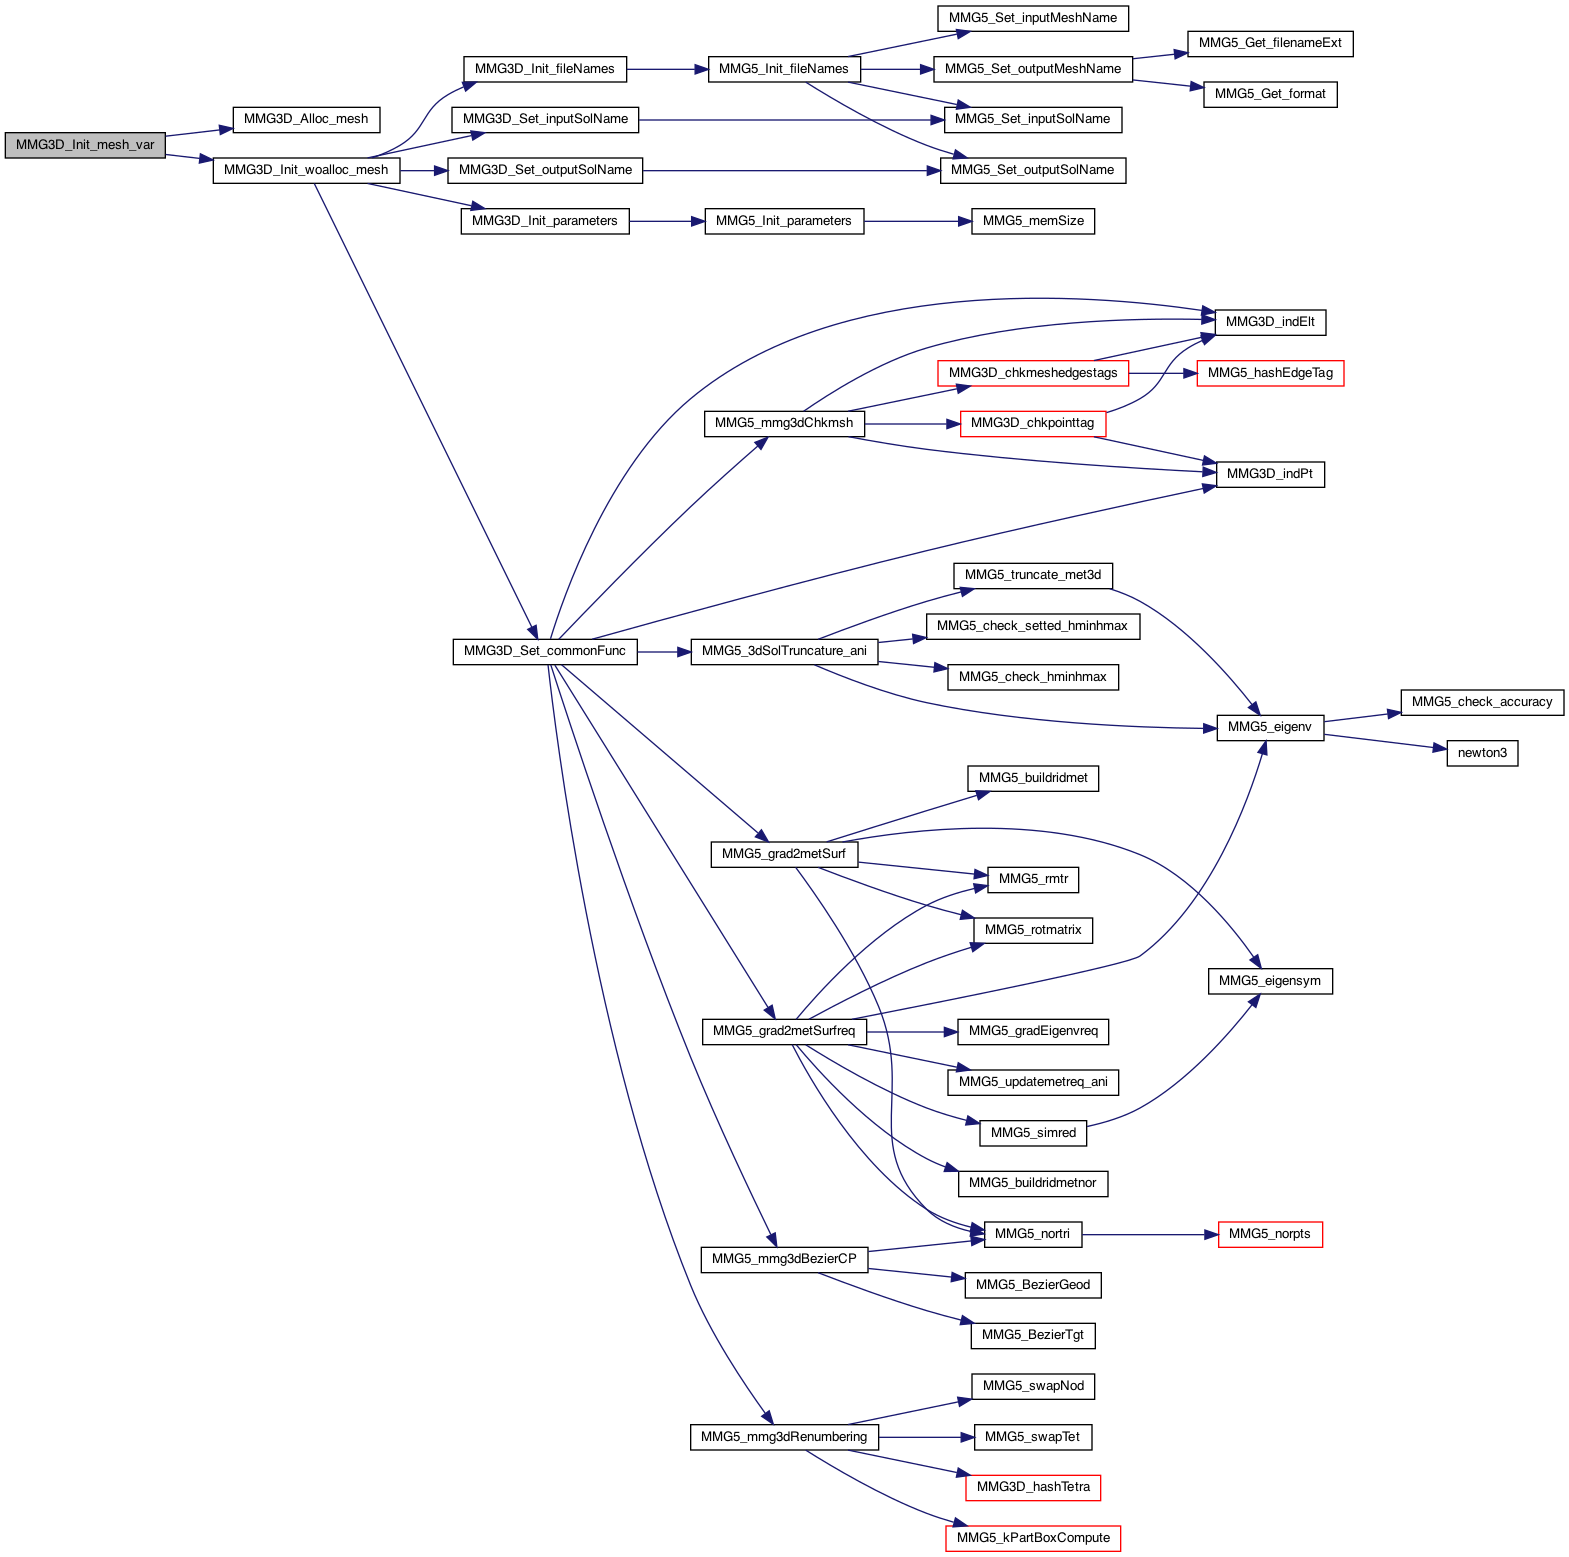 MMG5_Set_inputMeshName
MMG5_Get_filenameExt
MMG3D_Init_fileNames
MMG5_Init_fileNames
MMG5_Set_outputMeshName
MMG5_Get_format
MMG3D_Alloc_mesh
MMG3D_Set_inputSolName
MMG5_Set_inputSolName
MMG3D_Init_mesh_var
MMG3D_Init_woalloc_mesh
MMG3D_Set_outputSolName
MMG5_Set_outputSolName
MMG3D_Init_parameters
MMG5_Init_parameters
MMG5_memSize
MMG3D_indElt
MMG3D_chkmeshedgestags
MMG5_hashEdgeTag
MMG5_mmg3dChkmsh
MMG3D_chkpointtag
MMG3D_indPt
MMG5_truncate_met3d
MMG5_check_setted_hminhmax
MMG3D_Set_commonFunc
MMG5_3dSolTruncature_ani
MMG5_check_hminhmax
MMG5_check_accuracy
MMG5_eigenv
newton3
MMG5_buildridmet
MMG5_grad2metSurf
MMG5_rmtr
MMG5_rotmatrix
MMG5_eigensym
MMG5_grad2metSurfreq
MMG5_gradEigenvreq
MMG5_updatemetreq_ani
MMG5_simred
MMG5_buildridmetnor
MMG5_nortri
MMG5_norpts
MMG5_mmg3dBezierCP
MMG5_BezierGeod
MMG5_BezierTgt
MMG5_swapNod
MMG5_mmg3dRenumbering
MMG5_swapTet
MMG3D_hashTetra
MMG5_kPartBoxCompute